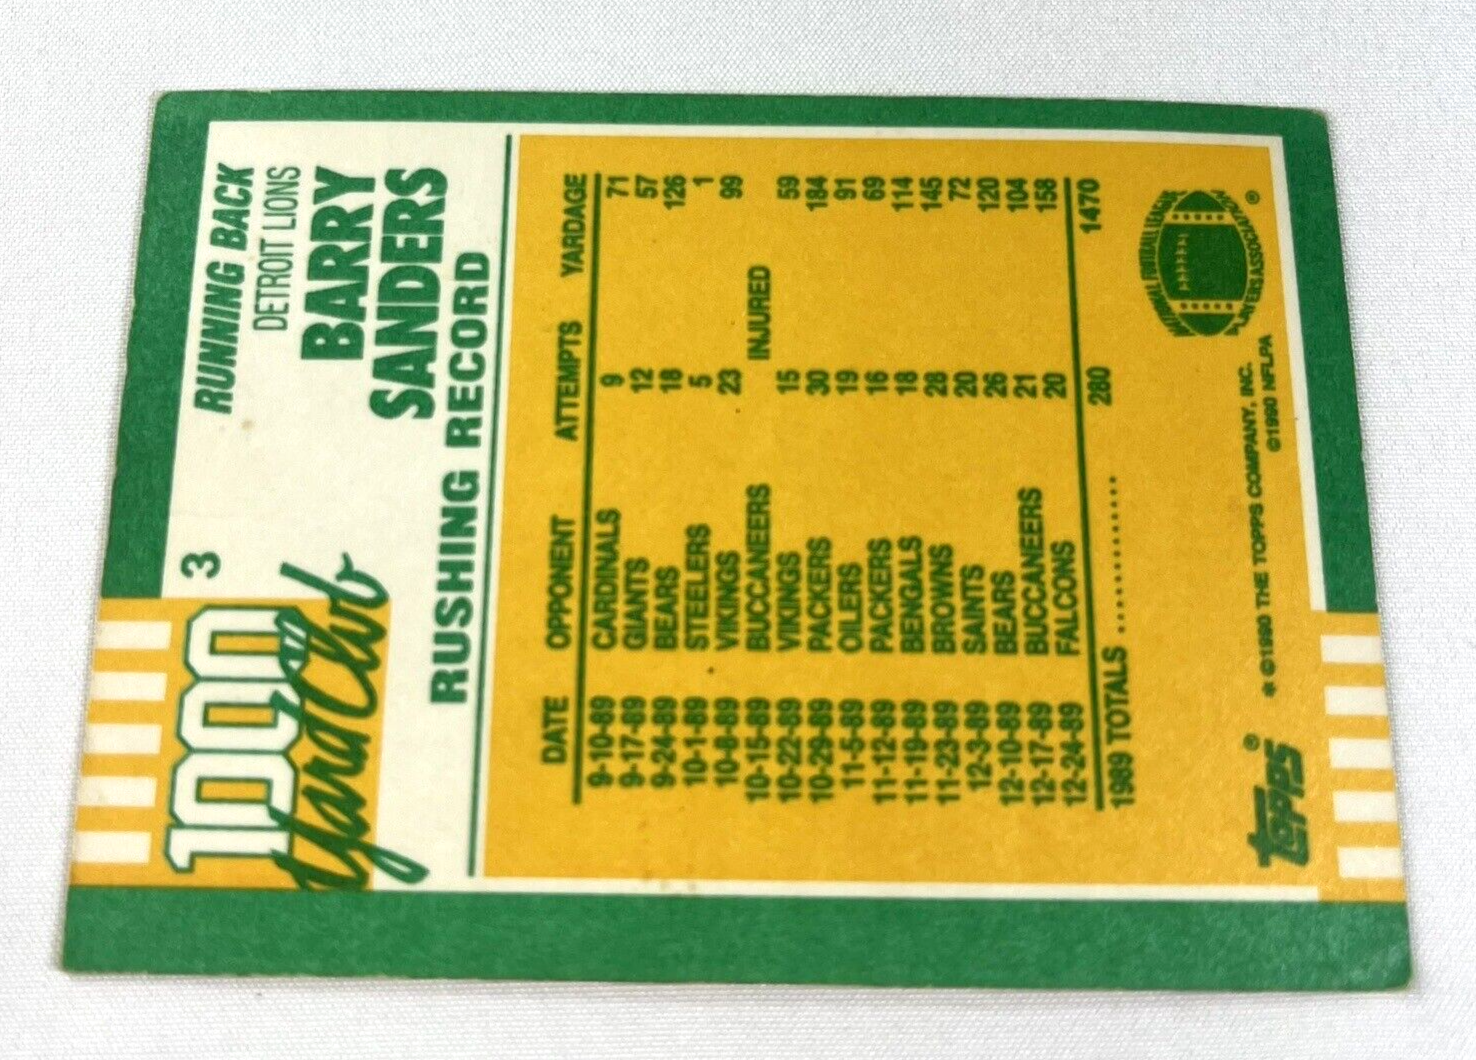 1000
Yard Club
3
RUNNING BACK
DETROIT LIONS
BARRY
SANDERS
RUSHING RECORD
DATE OPPONENT ATTEMPTS YARDAGE
9-10-89 CARDINALS 9 71
9-17-89 GIANTS 12 57
9-24-89 BEARS 18 126
10-1-89 STEELERS 5 1
10-8-89 VIKINGS 23 99
10-15-89 BUCCANEERS INJURED
10-22-89 VIKINGS 15 59
10-29-89 PACKERS 30 184
11-5-89 OILERS 19 91
11-12-89 PACKERS 16 69
11-19-89 BENGALS 18 114
11-23-89 BROWNS 28 145
12-3-89 SAINTS 20 72
12-10-89 BEARS 26 120
12-17-89 BUCCANEERS 21 104
12-24-89 FALCONS 20 158
1989 TOTALS .......... 280 1470
NATIONAL FOOTBALL LEAGUE
PLAYERS ASSOCIATION ®
TOPPS ®
* ©1990 THE TOPPS COMPANY, INC.
©1990 NFLPA